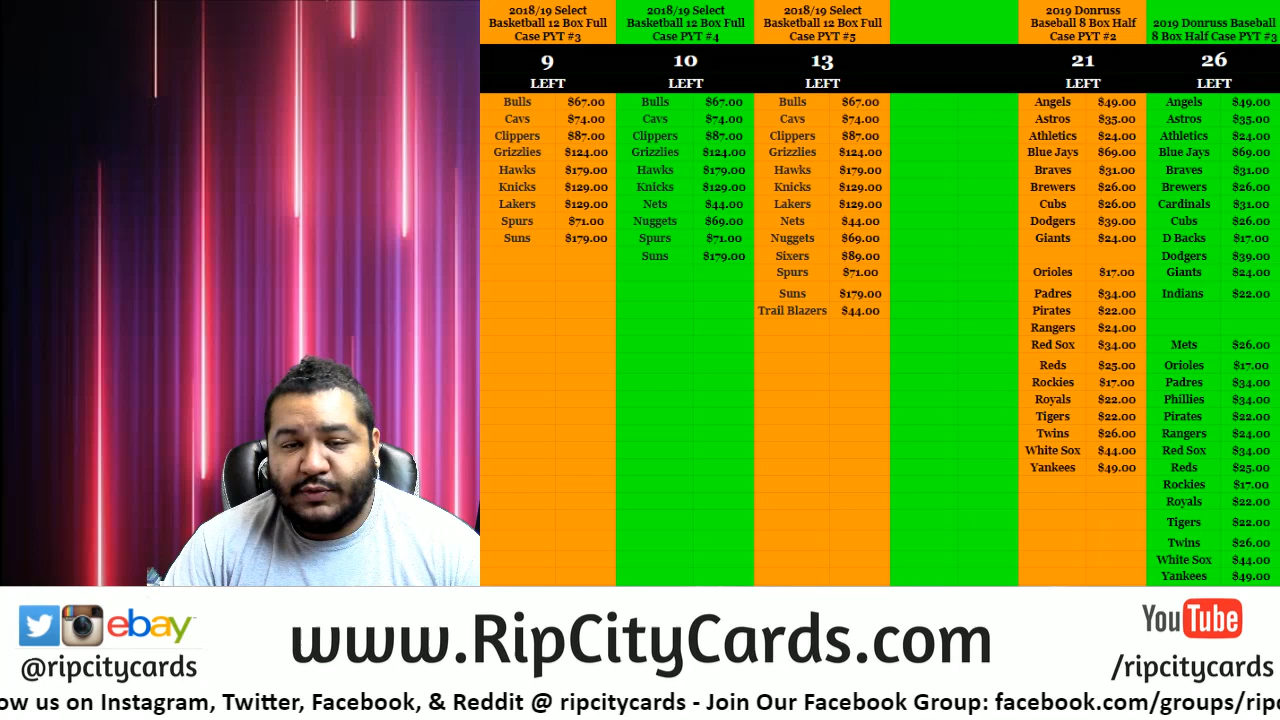 2018/19 Select
Basketball 12 Box Full
Case PYT #3
9
LEFT
Bulls $67.00
Cavs $74.00
Clippers $87.00
Grizzlies $124.00
Hawks $179.00
Knicks $129.00
Lakers $129.00
Spurs $71.00
Suns $179.00
2018/19 Select
Basketball 12 Box Full
Case PYT #4
10
LEFT
Bulls $67.00
Cavs $74.00
Clippers $87.00
Grizzlies $124.00
Hawks $179.00
Knicks $129.00
Nets $44.00
Nuggets $69.00
Spurs $71.00
Suns $179.00
2018/19 Select
Basketball 12 Box Full
Case PYT #5
13
LEFT
Bulls $67.00
Cavs $74.00
Clippers $87.00
Grizzlies $124.00
Hawks $179.00
Knicks $129.00
Lakers $129.00
Nets $44.00
Nuggets $69.00
Sixers $89.00
Spurs $71.00
Suns $179.00
Trail Blazers $44.00
2019 Donruss
Baseball 8 Box Half
Case PYT #2
21
LEFT
Angels $49.00
Astros $35.00
Athletics $24.00
Blue Jays $69.00
Braves $31.00
Brewers $26.00
Cubs $26.00
Dodgers $39.00
Giants $24.00
Orioles $17.00
Padres $34.00
Pirates $22.00
Rangers $24.00
Red Sox $34.00
Reds $25.00
Rockies $17.00
Royals $22.00
Tigers $22.00
Twins $26.00
White Sox $44.00
Yankees $49.00
2019 Donruss Baseball
8 Box Half Case PYT #3
26
LEFT
Angels $49.00
Astros $35.00
Athletics $24.00
Blue Jays $69.00
Braves $31.00
Brewers $26.00
Cardinals $31.00
Cubs $26.00
D Backs $17.00
Dodgers $39.00
Giants $24.00
Indians $22.00
Mets $26.00
Orioles $17.00
Padres $34.00
Phillies $34.00
Pirates $22.00
Rangers $24.00
Red Sox $34.00
Reds $25.00
Rockies $17.00
Royals $22.00
Tigers $22.00
Twins $26.00
White Sox $44.00
Yankees $49.00
ebay
@ripcitycards
www.RipCityCards.com
YouTube
/ripcitycards
ow us on Instagram, Twitter, Facebook, & Reddit @ ripcitycards - Join Our Facebook Group: facebook.com/groups/ripc